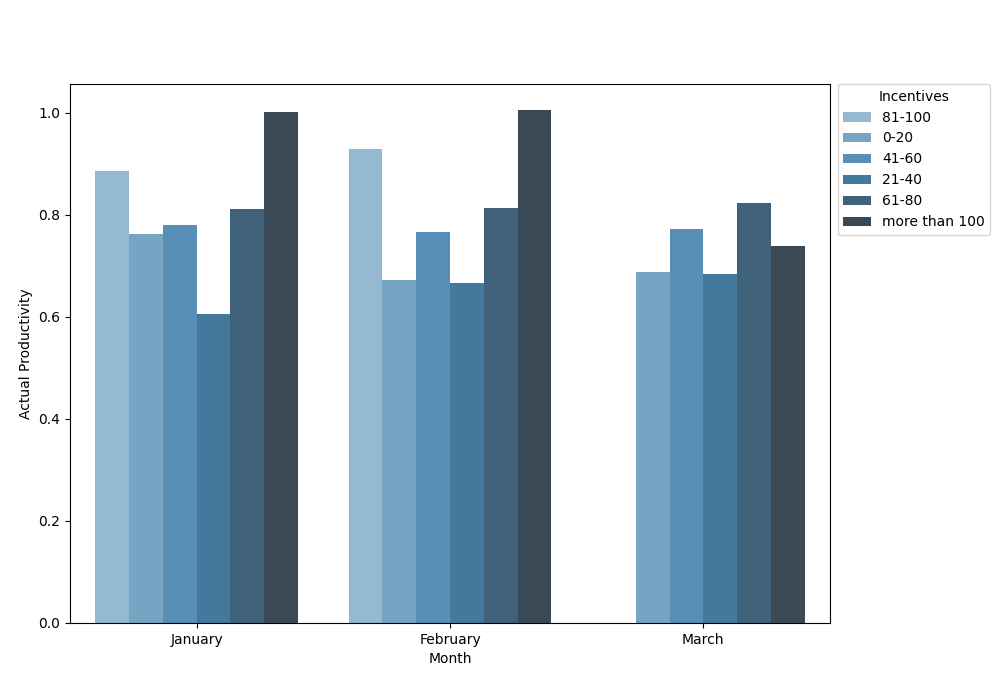 Incentives
81-100
0-20
41-60
21-40
61-80
more than 100
1.0
0.8
0.6
0.4
0.2
0.0
Actual Productivity
January
February
March
Month